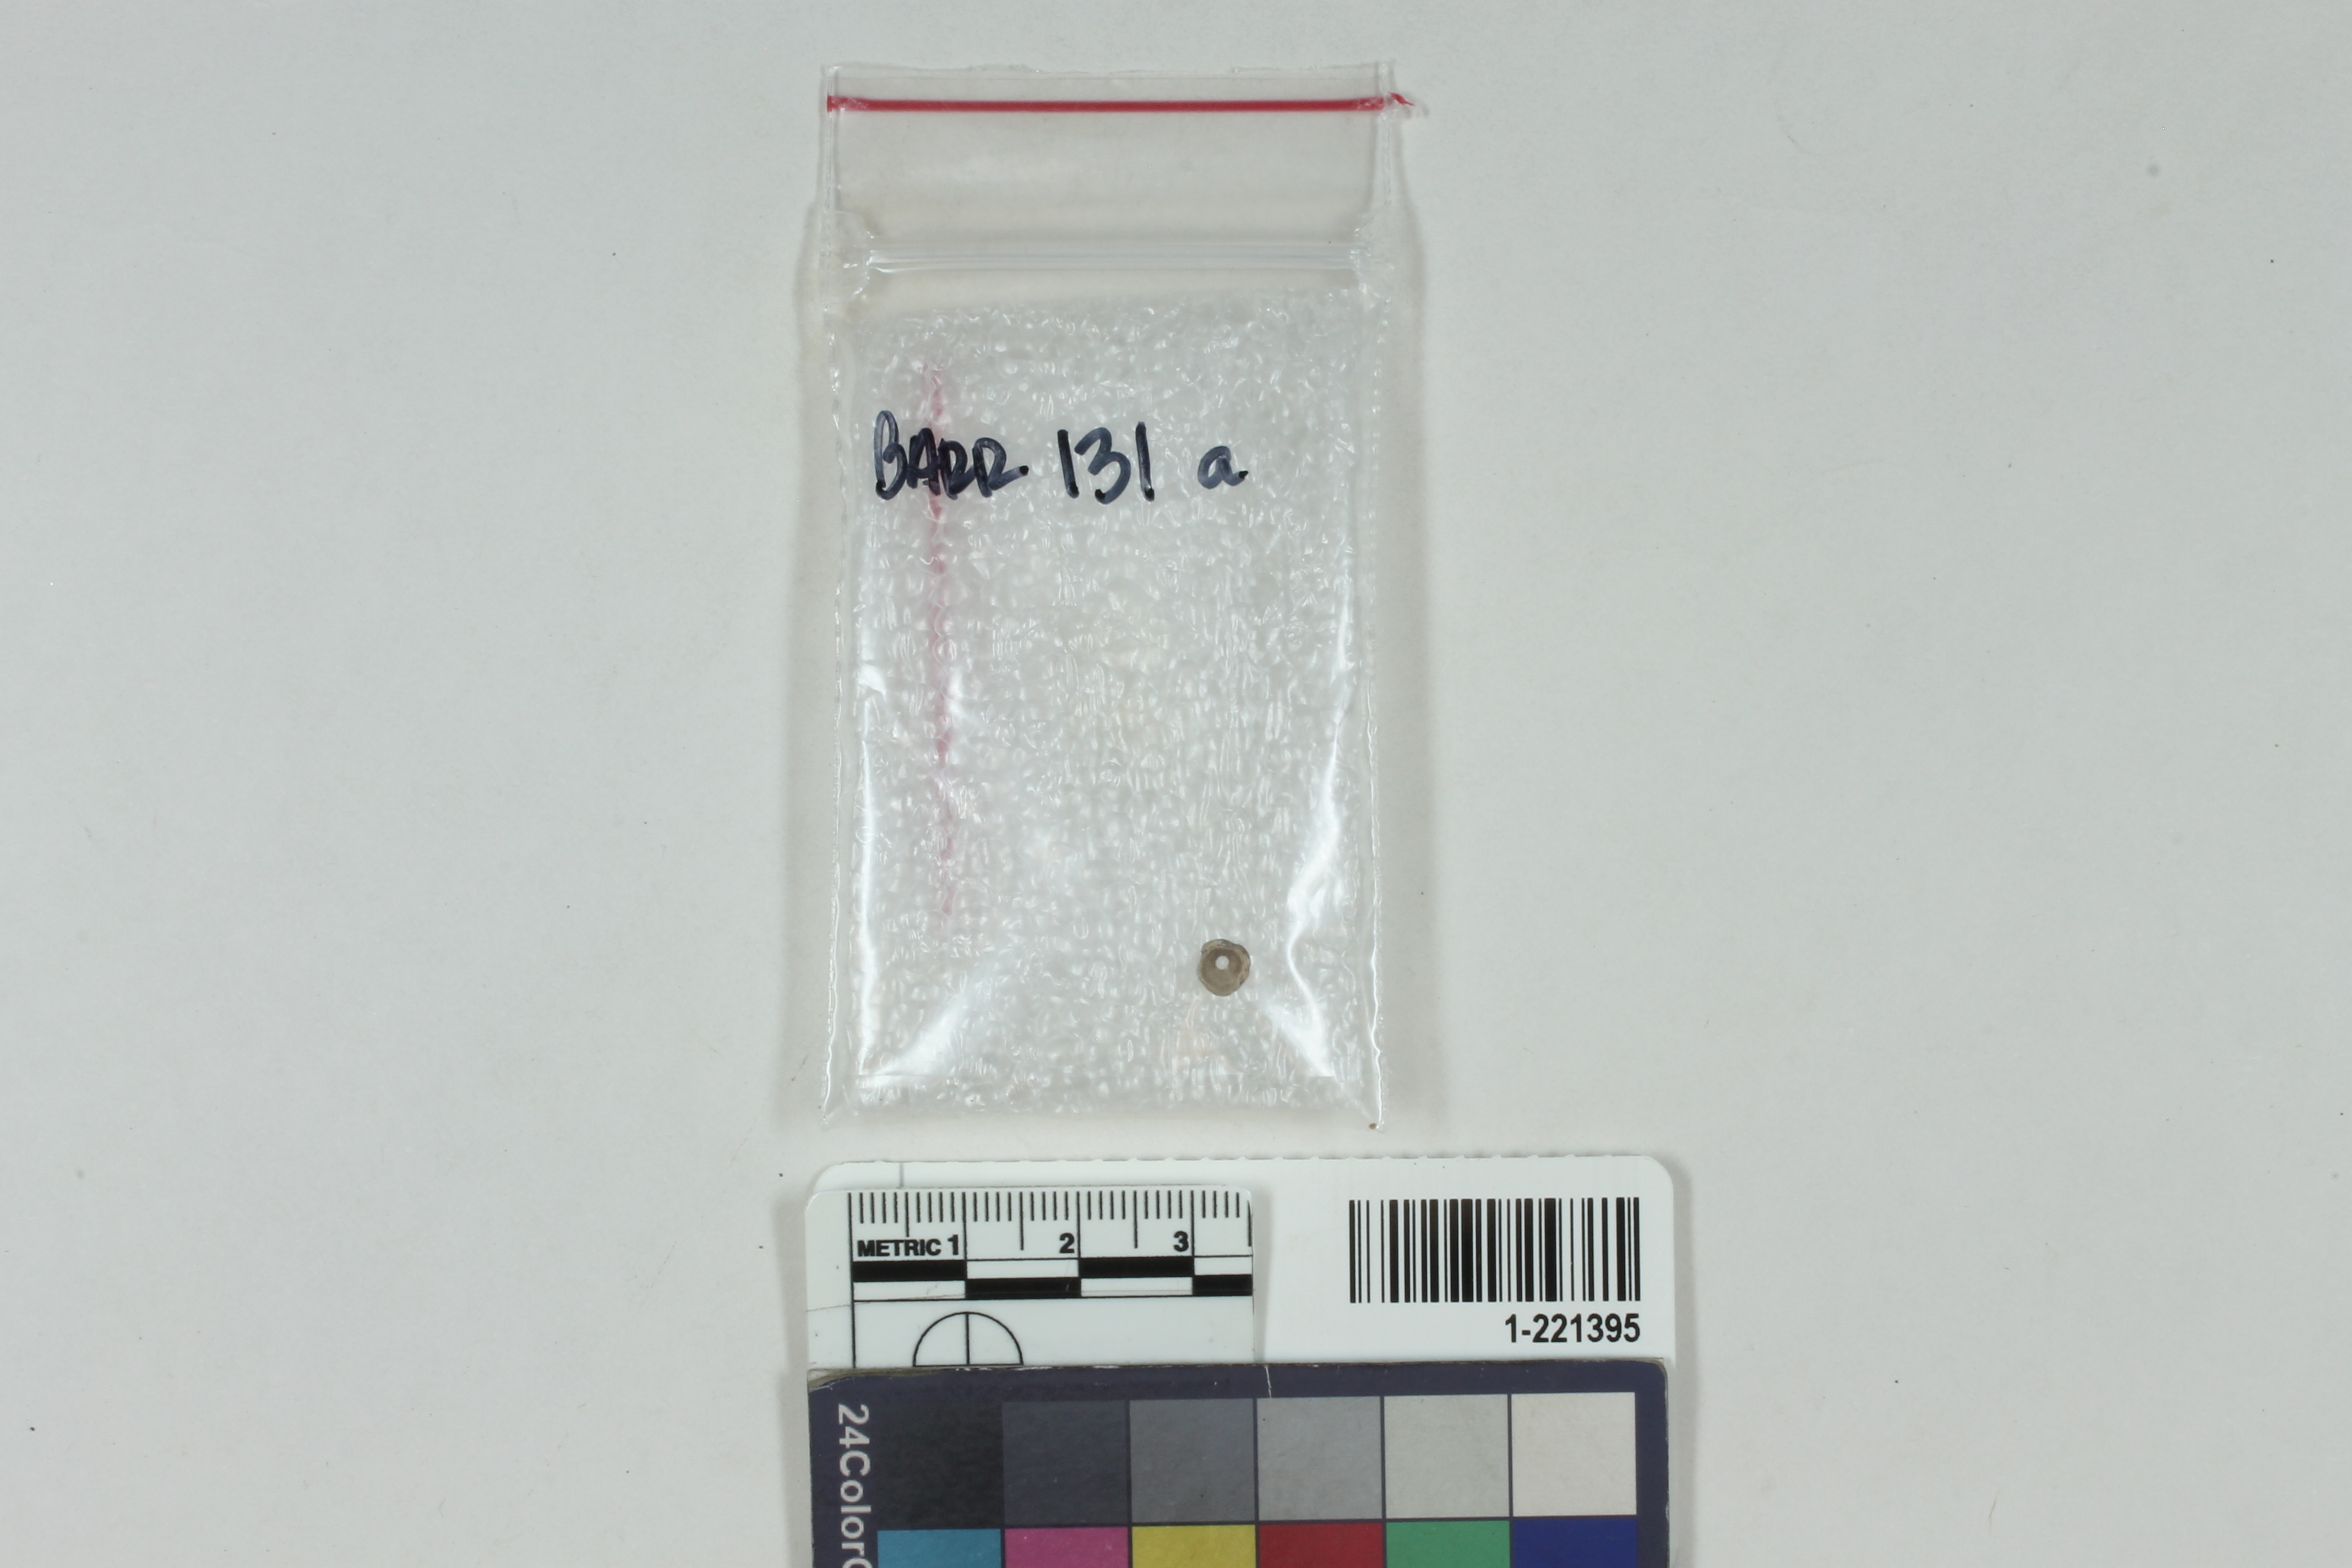 BARR 131 a
METRIC 1 2 3
1-221395
24Color